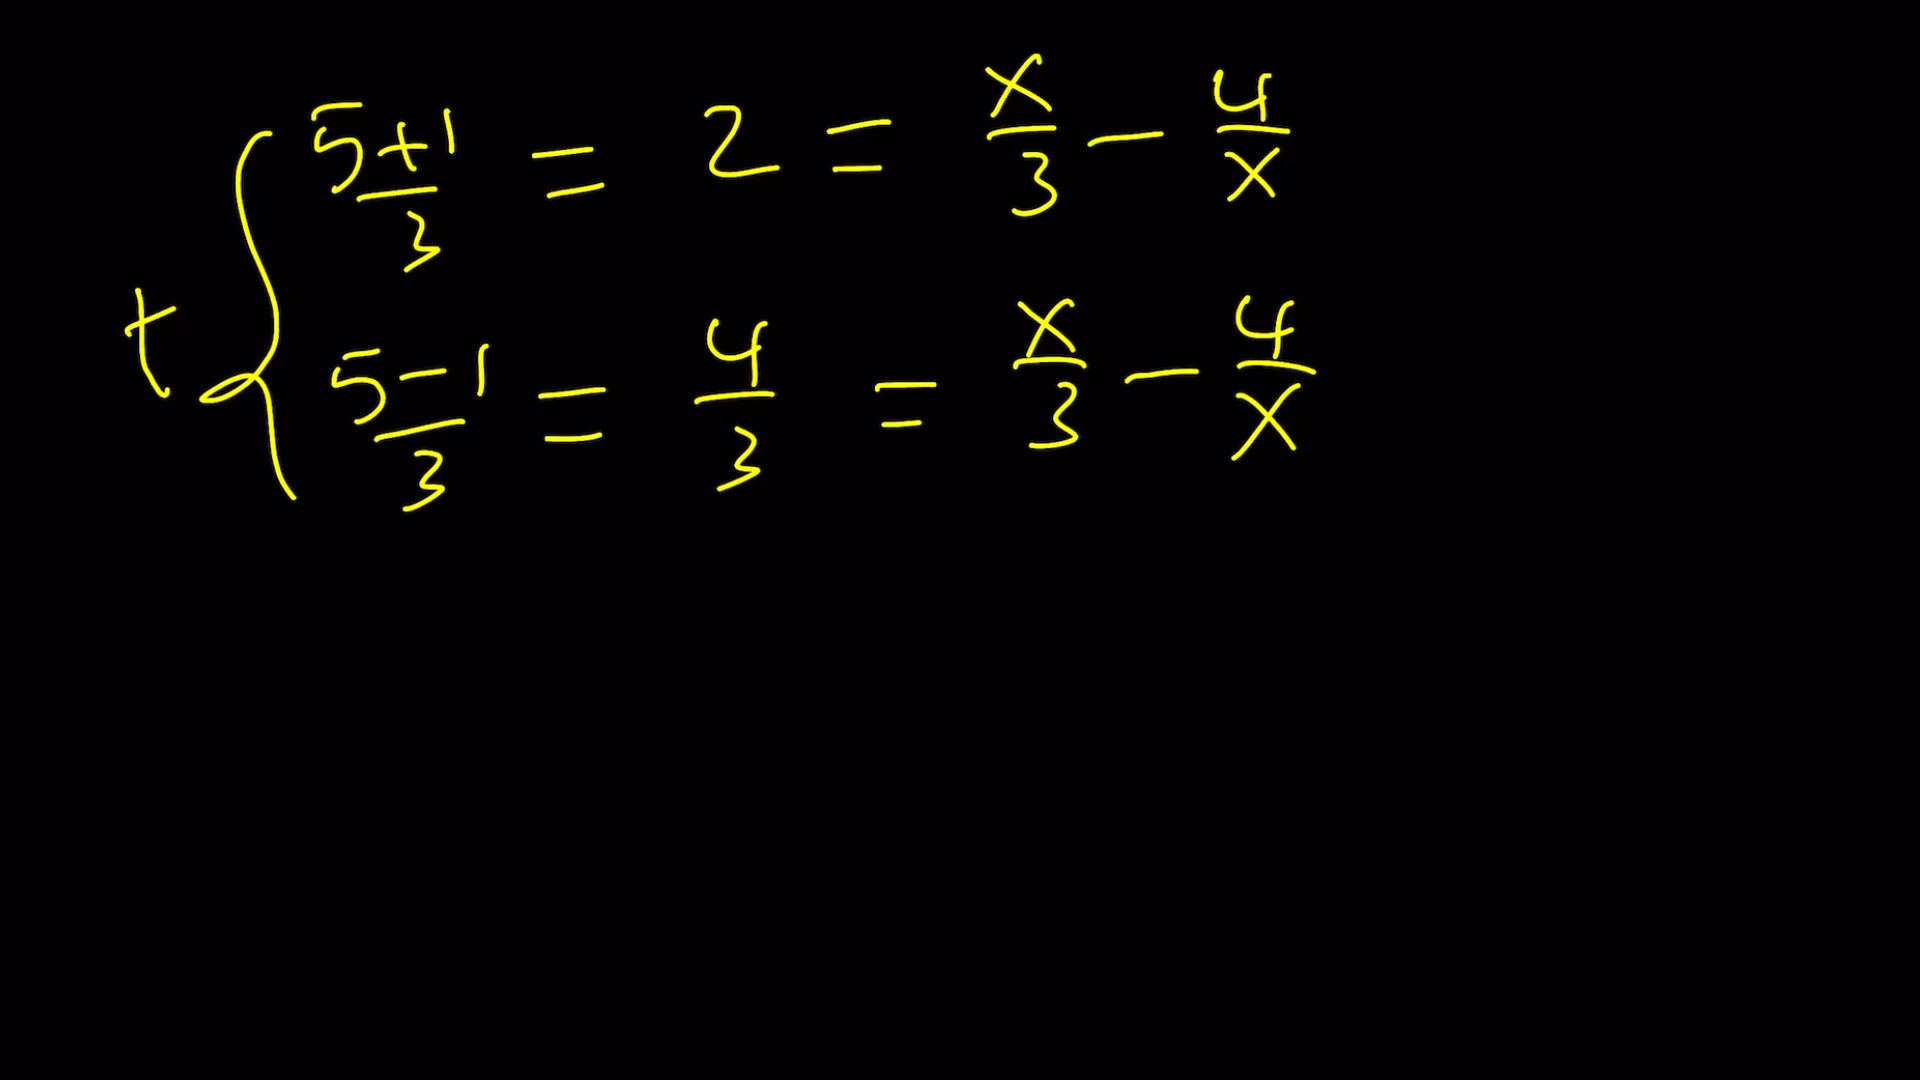 t { (5+1)/3 = 2 = x/3 - 4/x
(5-1)/3 = 4/3 = x/3 - 4/x